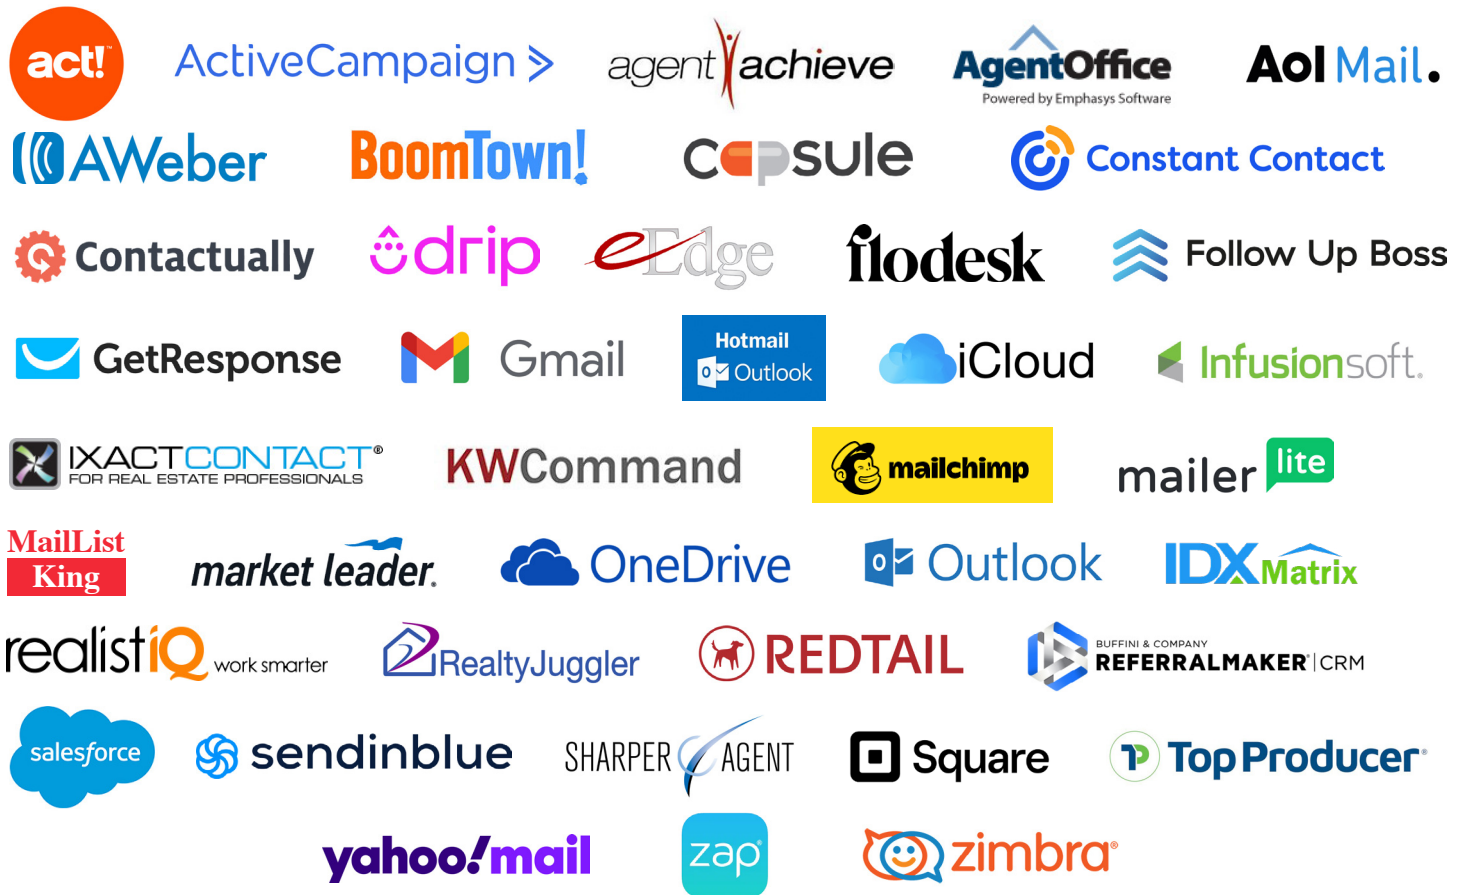 act!™
ActiveCampaign
agent achieve
AgentOffice
Powered by Emphasys Software
Aol Mail.
AWeber
BoomTown!
capsule
Constant Contact
Contactually
drip
eEdge
flodesk
Follow Up Boss
GetResponse
Gmail
Hotmail
Outlook
iCloud
Infusionsoft®
IXACTCONTACT®
FOR REAL ESTATE PROFESSIONALS
KWCommand
mailchimp
mailer lite
MailList
King
market leader®
OneDrive
Outlook
IDX Matrix
realistiQ work smarter
RealtyJuggler
REDTAIL
BUFFINI & COMPANY
REFERRALMAKER® | CRM
salesforce
sendinblue
SHARPER AGENT
Square
Top Producer®
yahoo!mail
zap®
zimbra®